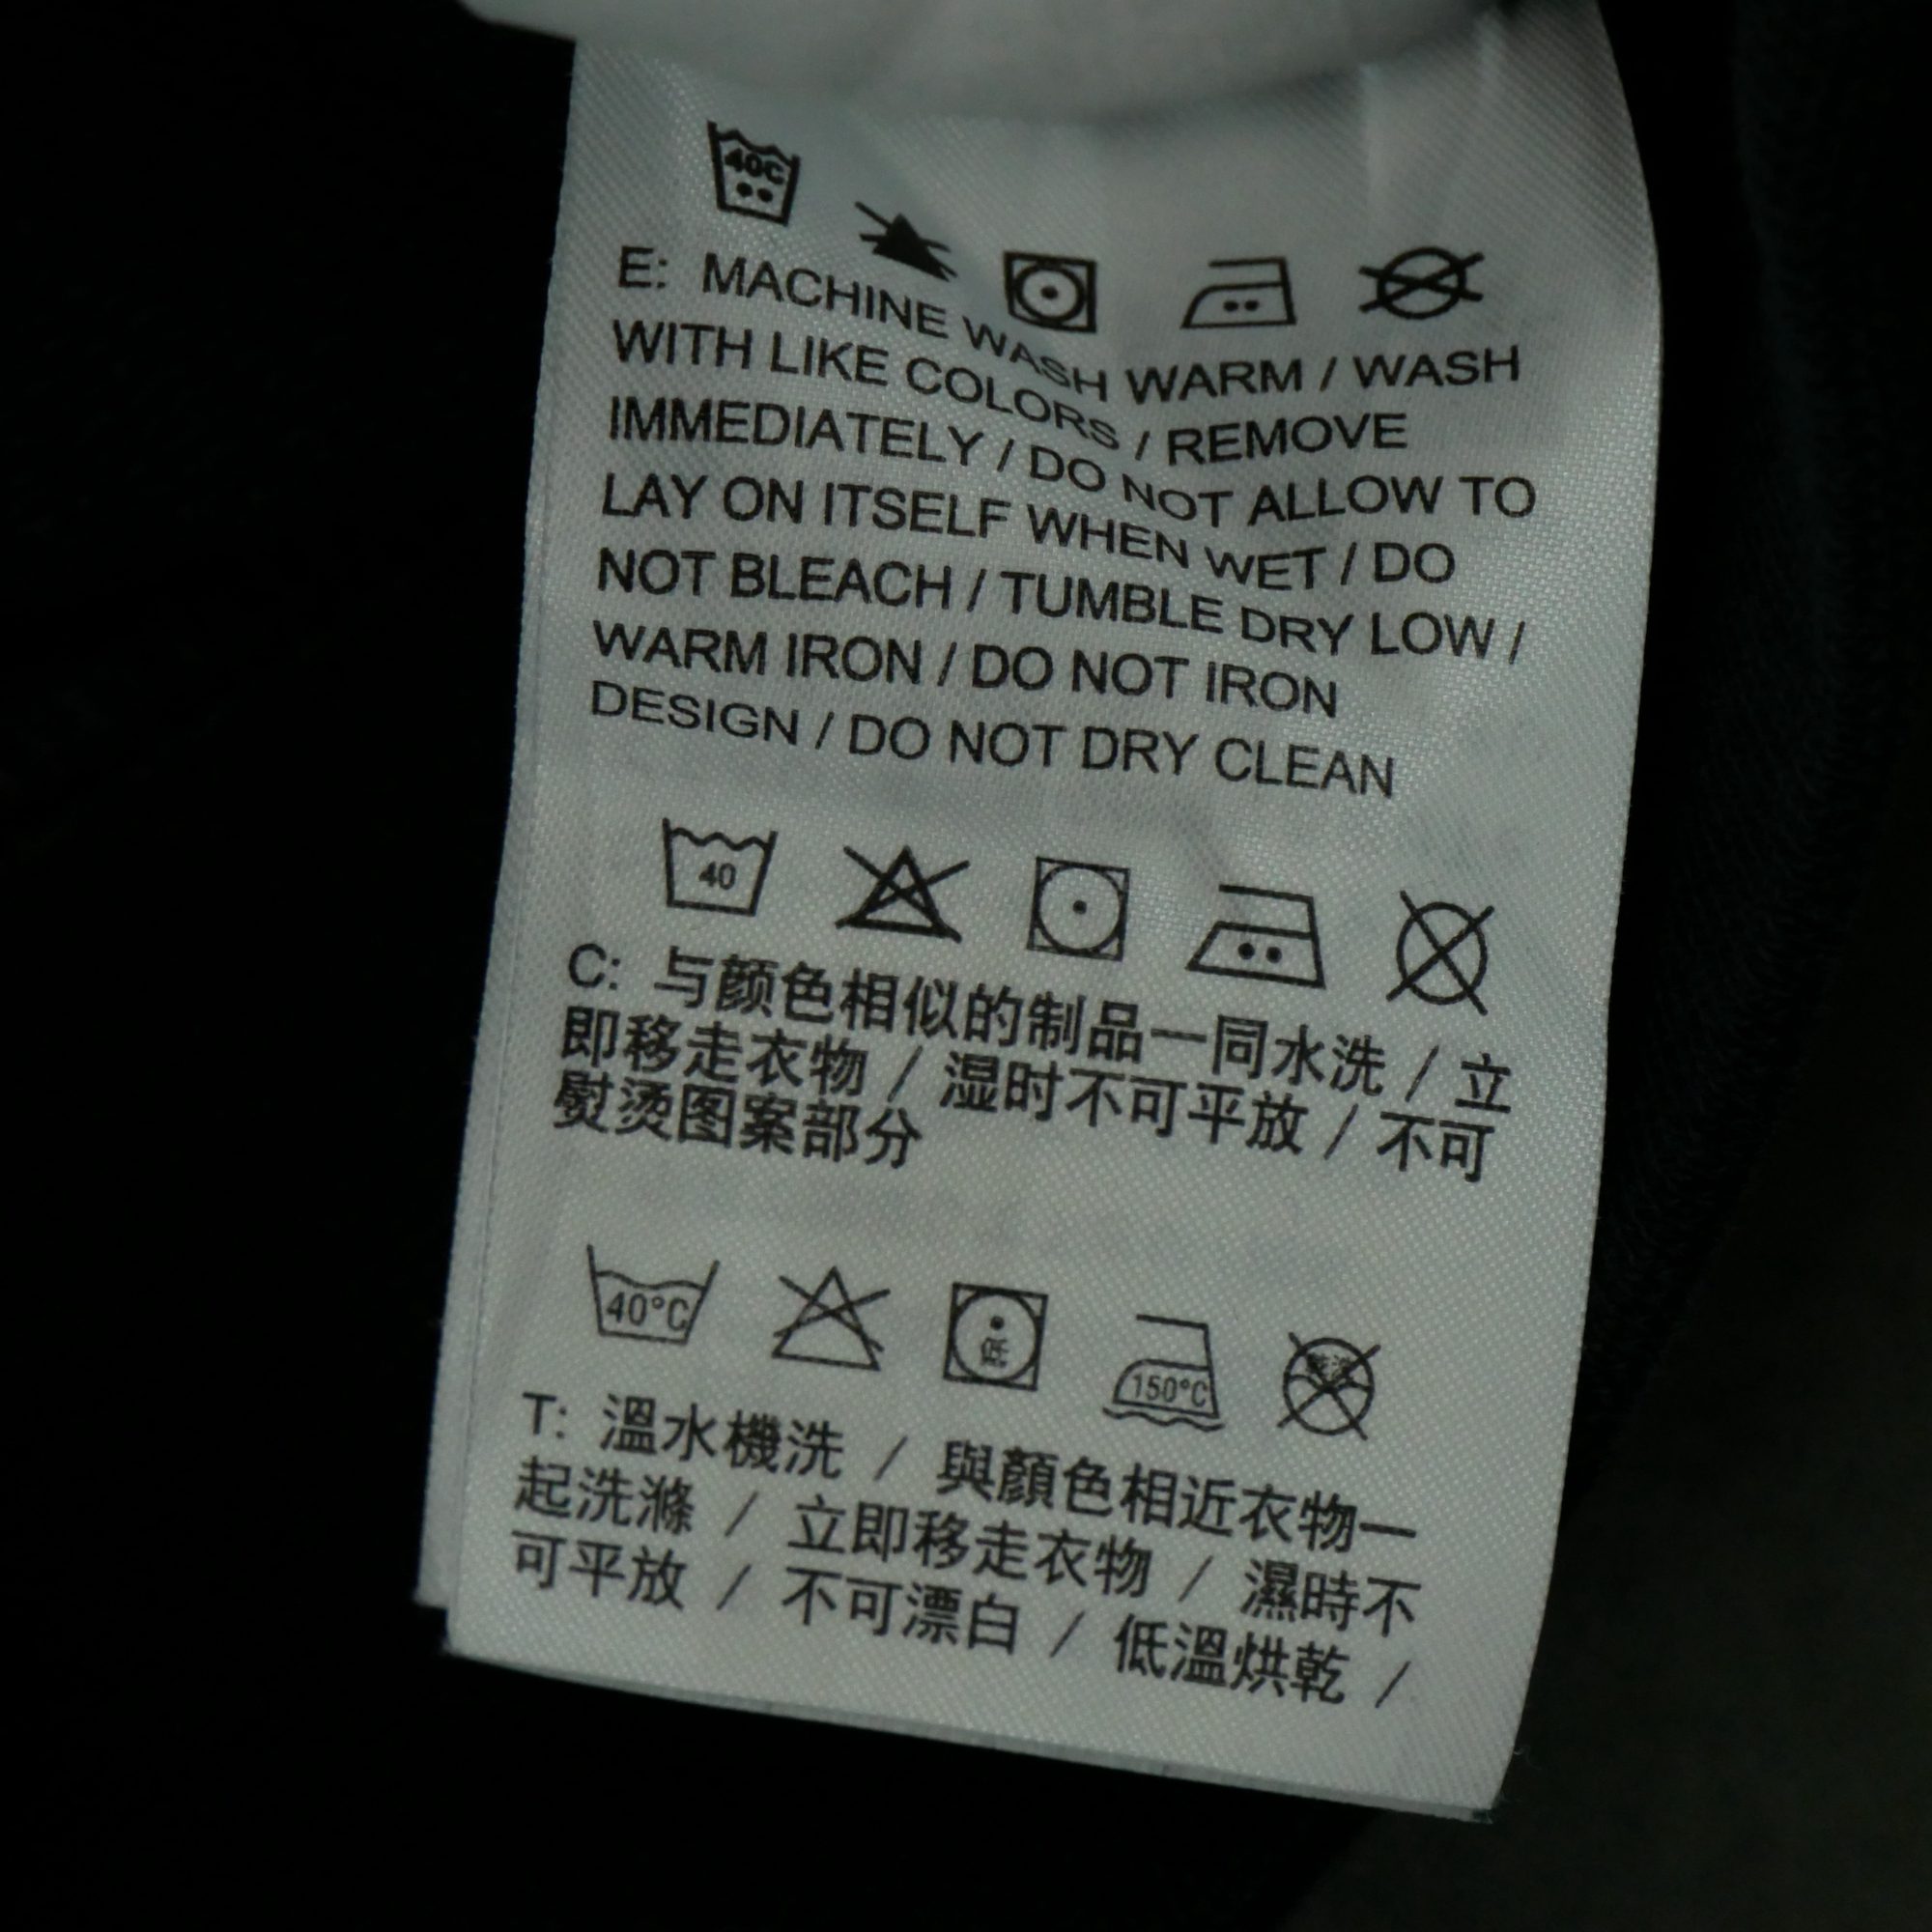 40C
E: MACHINE WASH WARM / WASH
WITH LIKE COLORS / REMOVE
IMMEDIATELY / DO NOT ALLOW TO
LAY ON ITSELF WHEN WET / DO
NOT BLEACH / TUMBLE DRY LOW /
WARM IRON / DO NOT IRON
DESIGN / DO NOT DRY CLEAN
40
C: 与颜色相似的制品一同水洗 / 立
即移走衣物 / 湿时不可平放 / 不可
熨烫图案部分
40°C 低 150°C
T: 溫水機洗 / 與顏色相近衣物一
起洗滌 / 立即移走衣物 / 濕時不
可平放 / 不可漂白 / 低溫烘乾 /